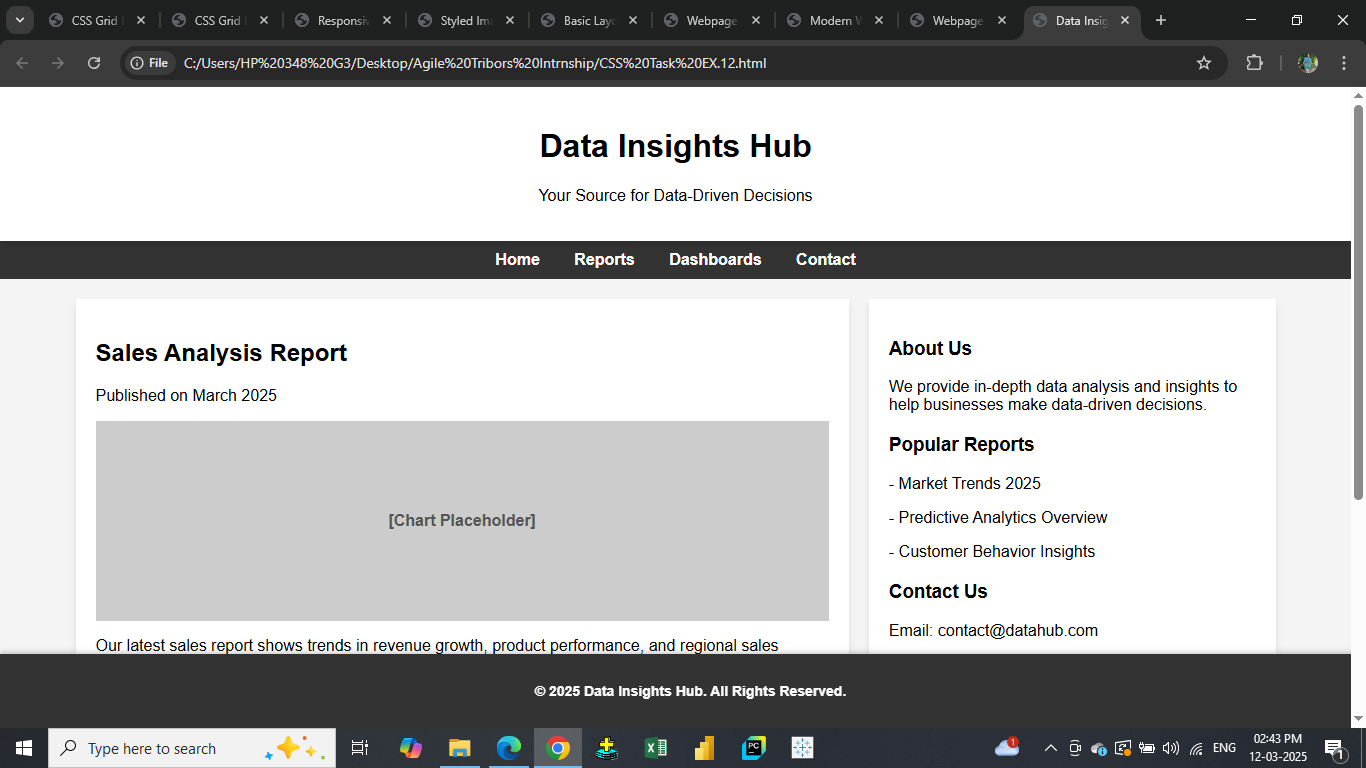 CSS Grid
CSS Grid
Responsiv
Styled Ima
Basic Layo
Webpage
Modern W
Webpage
Data Insig
File
C:/Users/HP%20348%20G3/Desktop/Agile%20Tribors%20Intrnship/CSS%20Task%20EX.12.html
Data Insights Hub
Your Source for Data-Driven Decisions
Home Reports Dashboards Contact
Sales Analysis Report
Published on March 2025
[Chart Placeholder]
Our latest sales report shows trends in revenue growth, product performance, and regional sales
About Us
We provide in-depth data analysis and insights to
help businesses make data-driven decisions.
Popular Reports
- Market Trends 2025
- Predictive Analytics Overview
- Customer Behavior Insights
Contact Us
Email: contact@datahub.com
© 2025 Data Insights Hub. All Rights Reserved.
Type here to search
PC
1
ENG
02:43 PM
12-03-2025
1